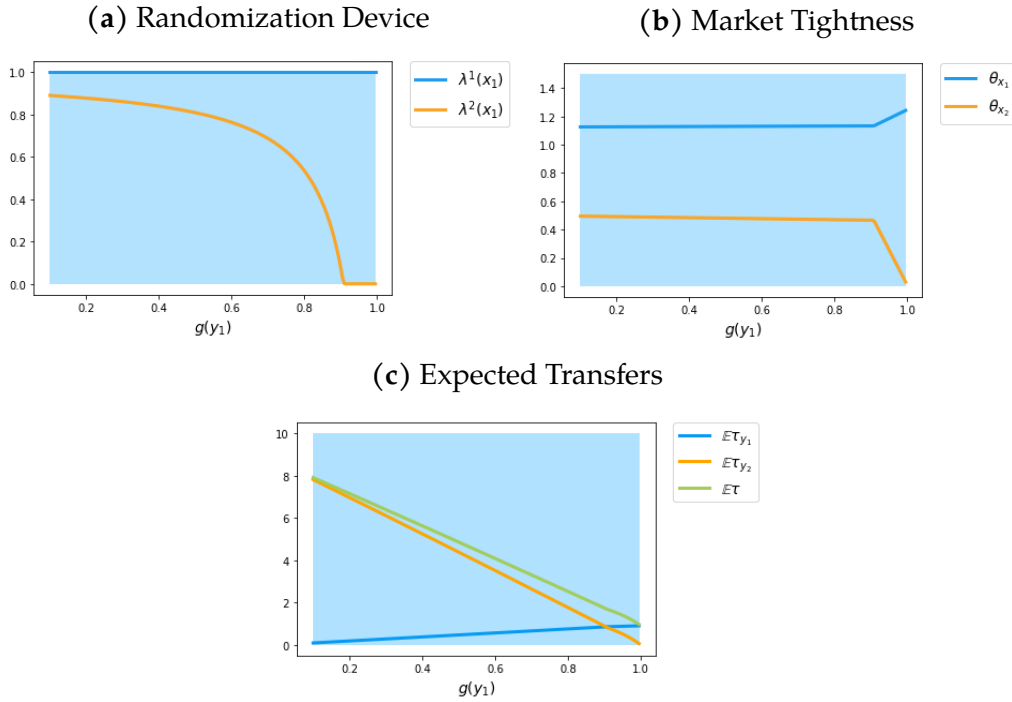 (a) Randomization Device
1.0
0.8
0.6
0.4
0.2
0.0
0.2 0.4 0.6 0.8 1.0
g(y₁)
λ¹(x₁)
λ²(x₁)
(b) Market Tightness
1.4
1.2
1.0
0.8
0.6
0.4
0.2
0.0
0.2 0.4 0.6 0.8 1.0
g(y₁)
θₓ₁
θₓ₂
(c) Expected Transfers
10
8
6
4
2
0
0.2 0.4 0.6 0.8 1.0
g(y₁)
𝔼τ_y₁
𝔼τ_y₂
𝔼τ